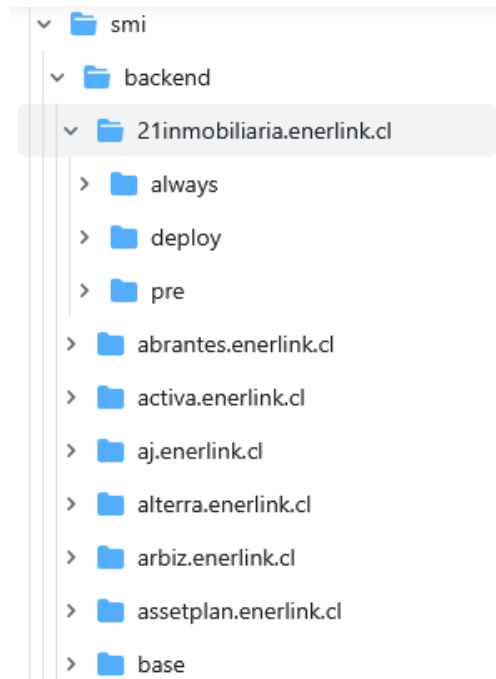 smi
backend
21inmobiliaria.enerlink.cl
always
deploy
pre
abrantes.enerlink.cl
activa.enerlink.cl
aj.enerlink.cl
alterra.enerlink.cl
arbiz.enerlink.cl
assetplan.enerlink.cl
base